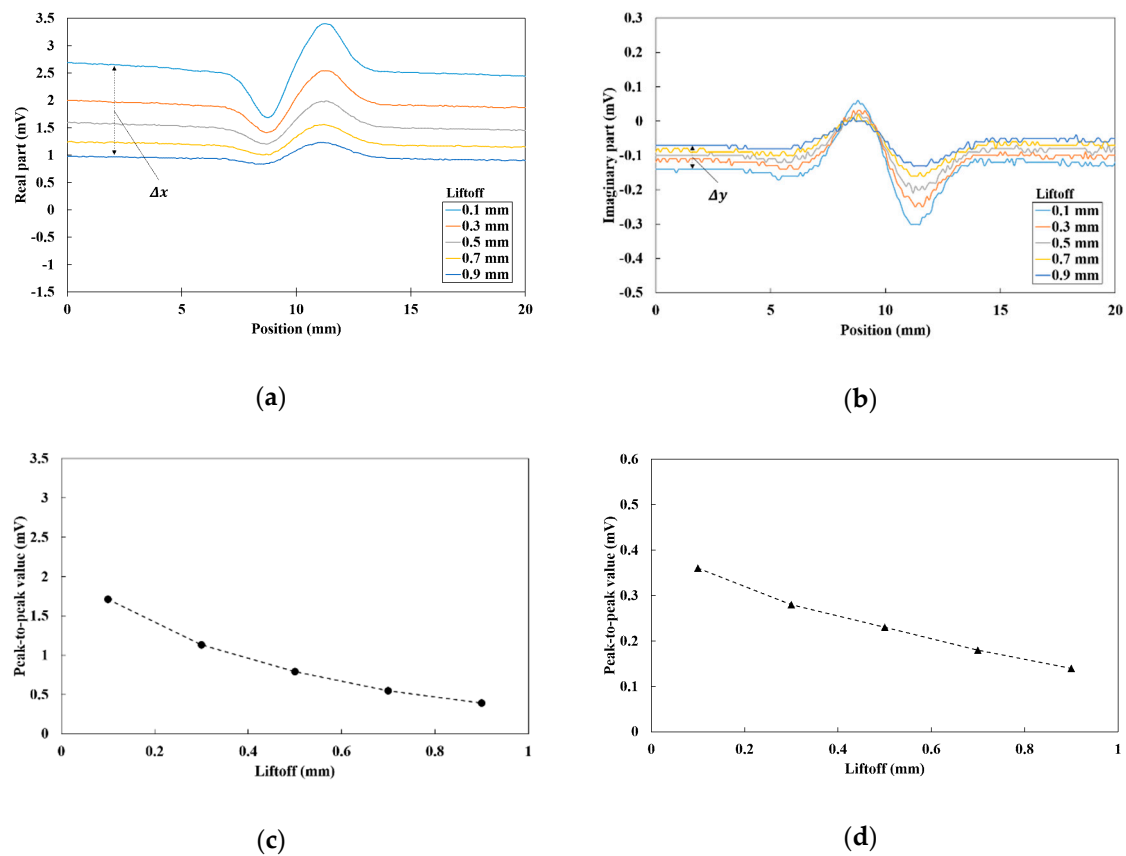 3.5
3
2.5
2
1.5
1
0.5
0
-0.5
-1
-1.5
Real part (mV)
Δx
Liftoff
0.1 mm
0.3 mm
0.5 mm
0.7 mm
0.9 mm
0 5 10 15 20
Position (mm)
(a)
0.3
0.2
0.1
0
-0.1
-0.2
-0.3
-0.4
-0.5
Imaginary part (mV)
Δy
Liftoff
0.1 mm
0.3 mm
0.5 mm
0.7 mm
0.9 mm
0 5 10 15 20
Position (mm)
(b)
3.5
3
2.5
2
1.5
1
0.5
0
Peak-to-peak value (mV)
0 0.2 0.4 0.6 0.8 1
Liftoff (mm)
(c)
0.6
0.5
0.4
0.3
0.2
0.1
0
Peak-to-peak value (mV)
0 0.2 0.4 0.6 0.8 1
Liftoff (mm)
(d)